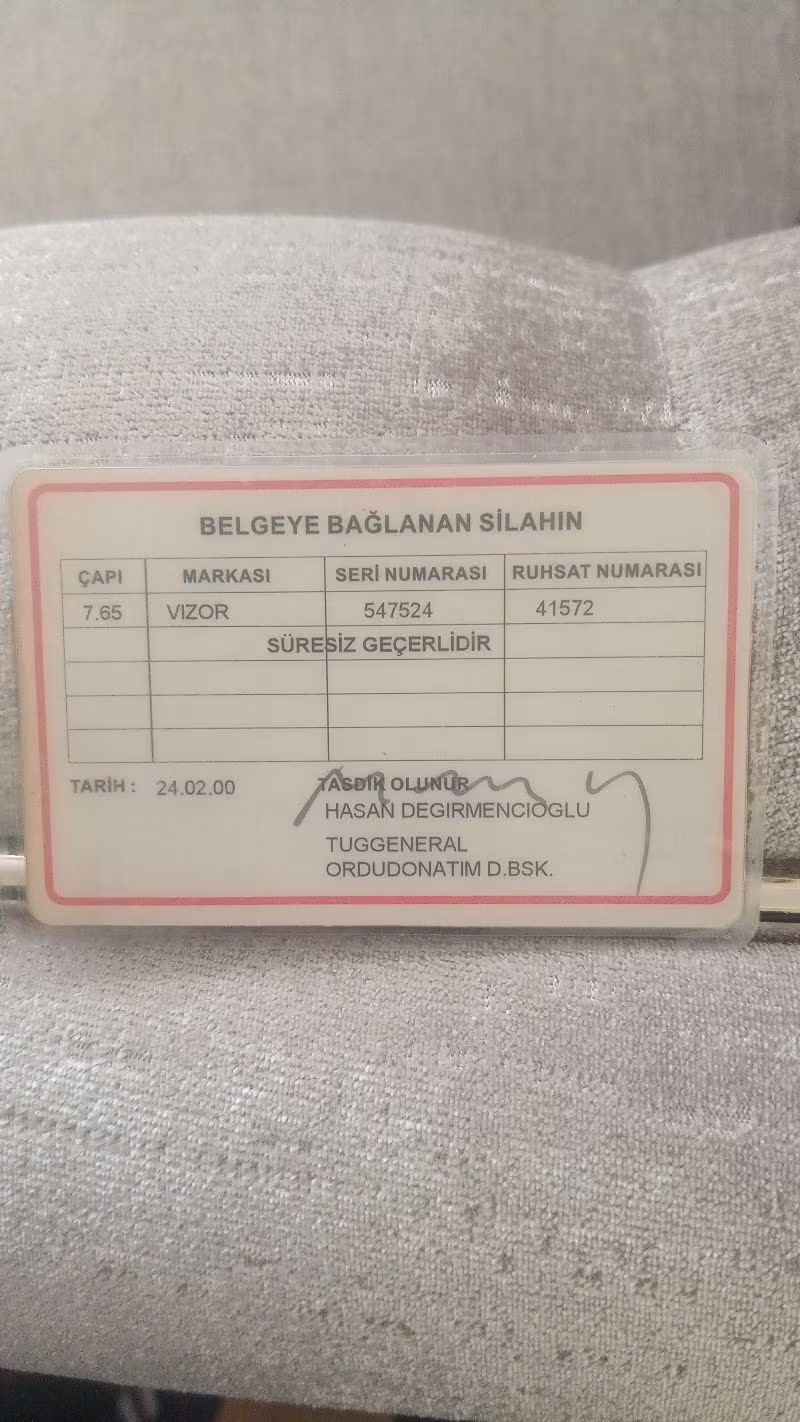 BELGEYE BAĞLANAN SİLAHIN
ÇAPI MARKASI SERİ NUMARASI RUHSAT NUMARASI
7.65 VIZOR 547524 41572
SÜRESİZ GEÇERLİDİR
TARİH : 24.02.00 TASDİK OLUNUR
HASAN DEGIRMENCIOGLU
TUGGENERAL
ORDUDONATIM D.BSK.